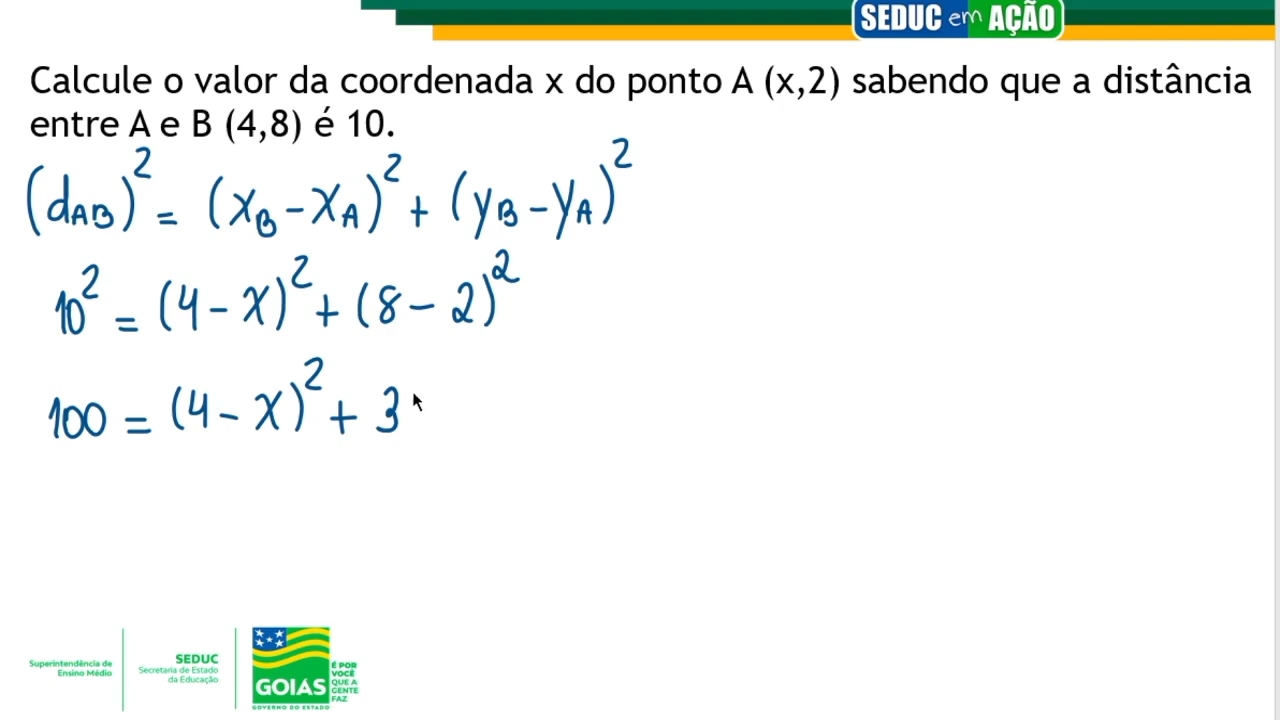 SEDUC em AÇÃO
Calcule o valor da coordenada x do ponto A (x,2) sabendo que a distância
entre A e B (4,8) é 10.
(dAB)² = (xB - xA)² + (yB - yA)²
10² = (4 - x)² + (8 - 2)²
100 = (4 - x)² + 3
Superintendência de
Ensino Médio
SEDUC
Secretaria de Estado
da Educação
GOIÁS
GOVERNO DO ESTADO
É POR
VOCÊ
QUE A
GENTE
FAZ